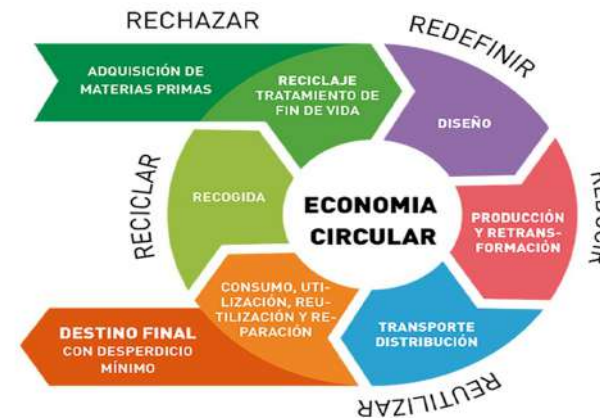 RECHAZAR
REDEFINIR
ADQUISICIÓN DE
MATERIAS PRIMAS
RECICLAJE
TRATAMIENTO DE
FIN DE VIDA
DISEÑO
REDUCIR
RECICLAR
RECOGIDA
ECONOMIA
CIRCULAR
PRODUCCIÓN
Y RETRANS-
FORMACIÓN
CONSUMO, UTI-
LIZACIÓN, REU-
TILIZACIÓN Y RE-
PARACIÓN
TRANSPORTE
DISTRIBUCIÓN
DESTINO FINAL
CON DESPERDICIO
MÍNIMO
REUTILIZAR